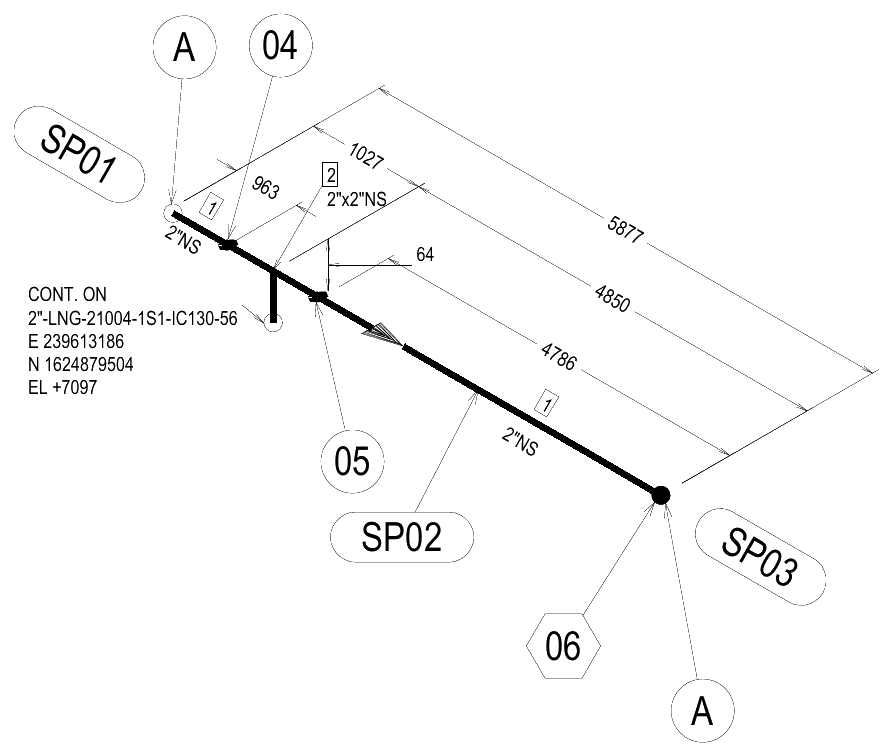 A
04
SP01
1027
963
2
2"x2"NS
1
5877
2"NS
64
CONT. ON
2"-LNG-21004-1S1-IC130-56
E 239613186
N 1624879504
EL +7097
4850
4786
1
2"NS
05
SP02
SP03
06
A